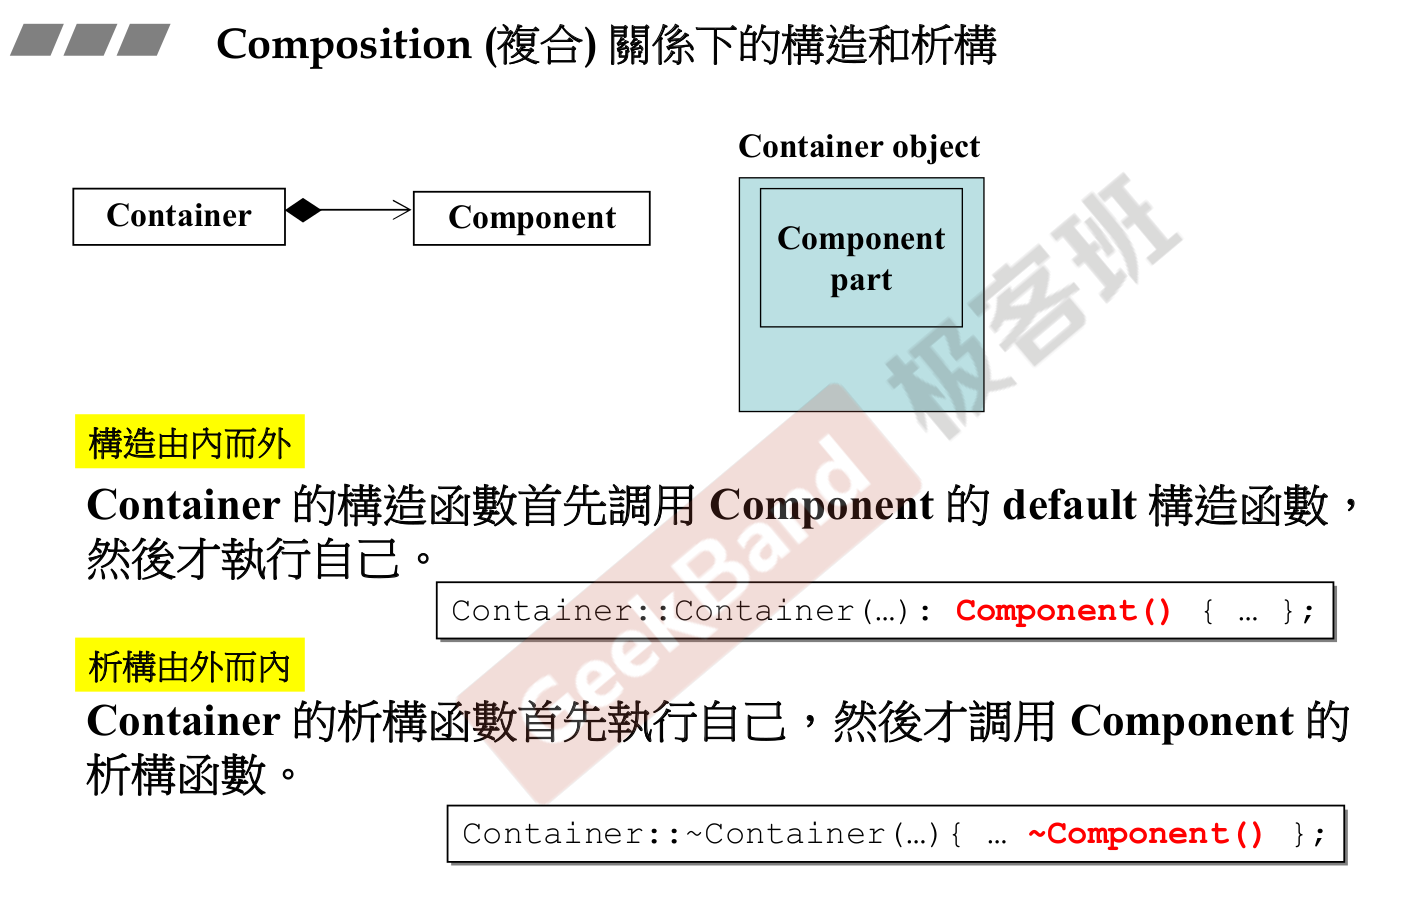 Composition (複合) 關係下的構造和析構
Container object
Container
Component
Component
part
極客班
構造由內而外
Container 的構造函數首先調用 Component 的 default 構造函數，
然後才執行自己。
GeekBand
Container::Container(…): Component() { … };
析構由外而內
Container 的析構函數首先執行自己，然後才調用 Component 的
析構函數。
Container::~Container(…){ … ~Component() };